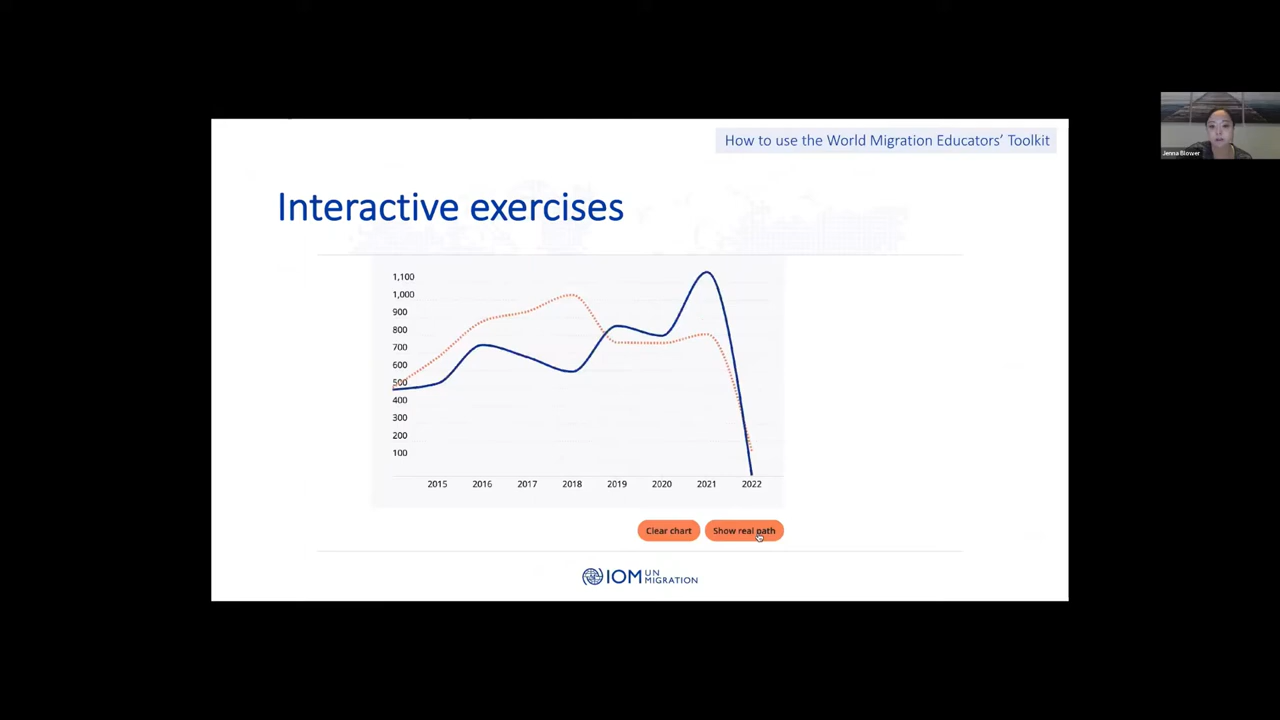 How to use the World Migration Educators' Toolkit
Jenna Blower
Interactive exercises
1,100
1,000
900
800
700
600
500
400
300
200
100
2015 2016 2017 2018 2019 2020 2021 2022
Clear chart Show real path
IOM UN MIGRATION